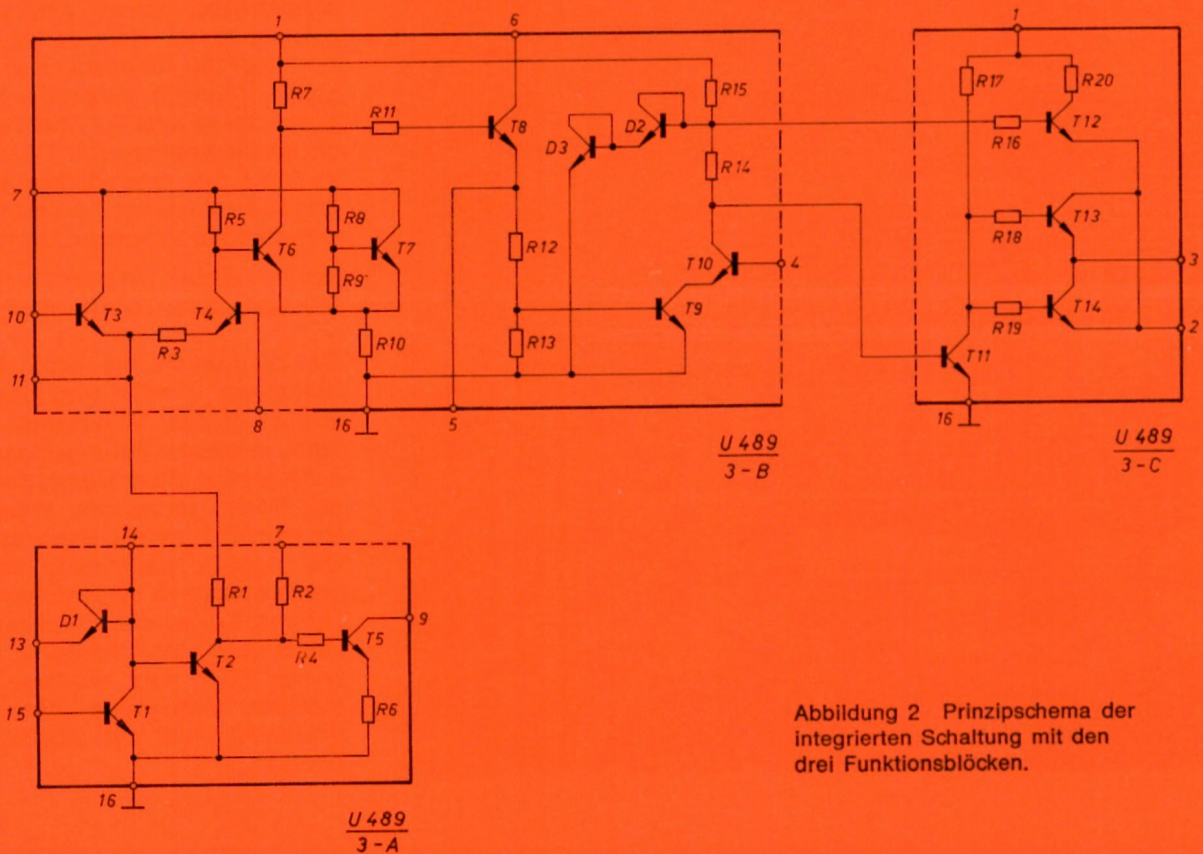 1
6
1
R7
R15
R17
R20
R11
T8
D3
D2
T12
R16
R14
7
R5
R8
T6
T7
R12
R18
T13
R9
T10
4
3
10
T3
T4
R3
R10
R13
T9
R19
T14
2
11
T11
8
16
5
16
U 489
3-B
U 489
3-C
14
7
R1
R2
D1
9
13
R4
T5
T2
15
T1
R6
16
U 489
3-A
Abbildung 2 Prinzipschema der
integrierten Schaltung mit den
drei Funktionsblöcken.